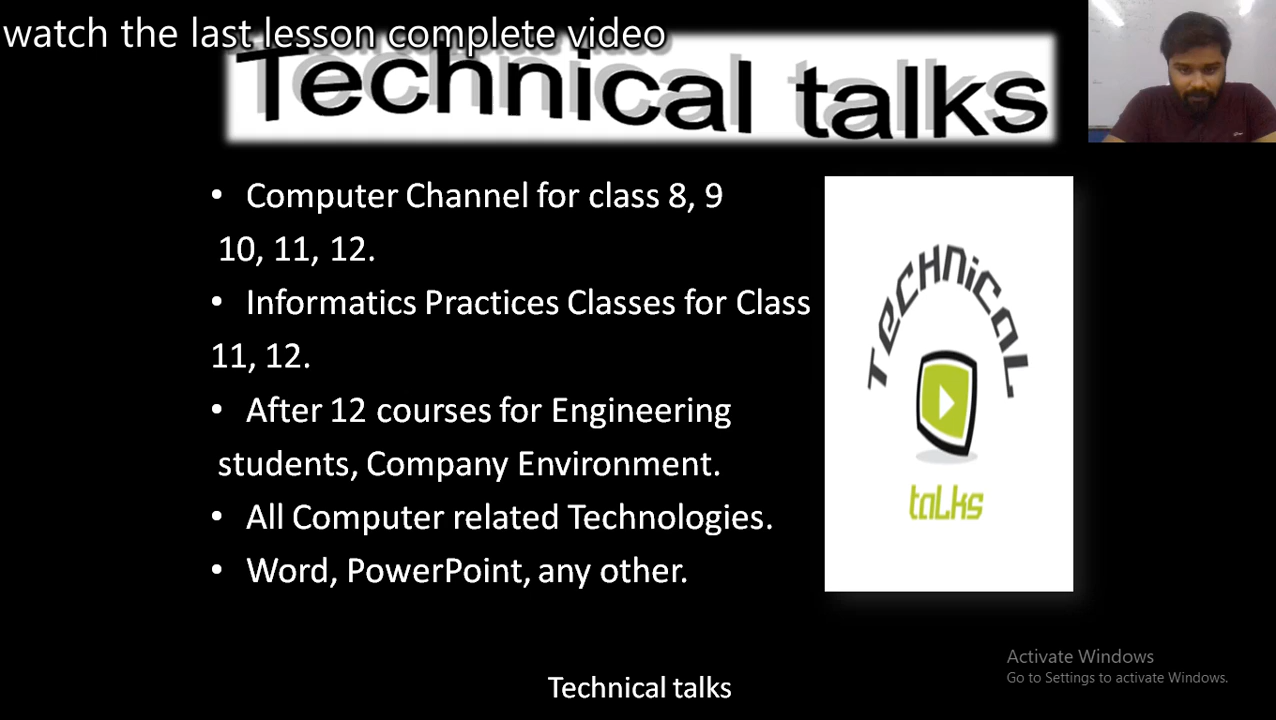 watch the last lesson complete video
Technical talks
• Computer Channel for class 8, 9
10, 11, 12.
• Informatics Practices Classes for Class
11, 12.
• After 12 courses for Engineering
students, Company Environment.
• All Computer related Technologies.
• Word, PowerPoint, any other.
TECHNiCAL
taLks
Activate Windows
Go to Settings to activate Windows.
Technical talks